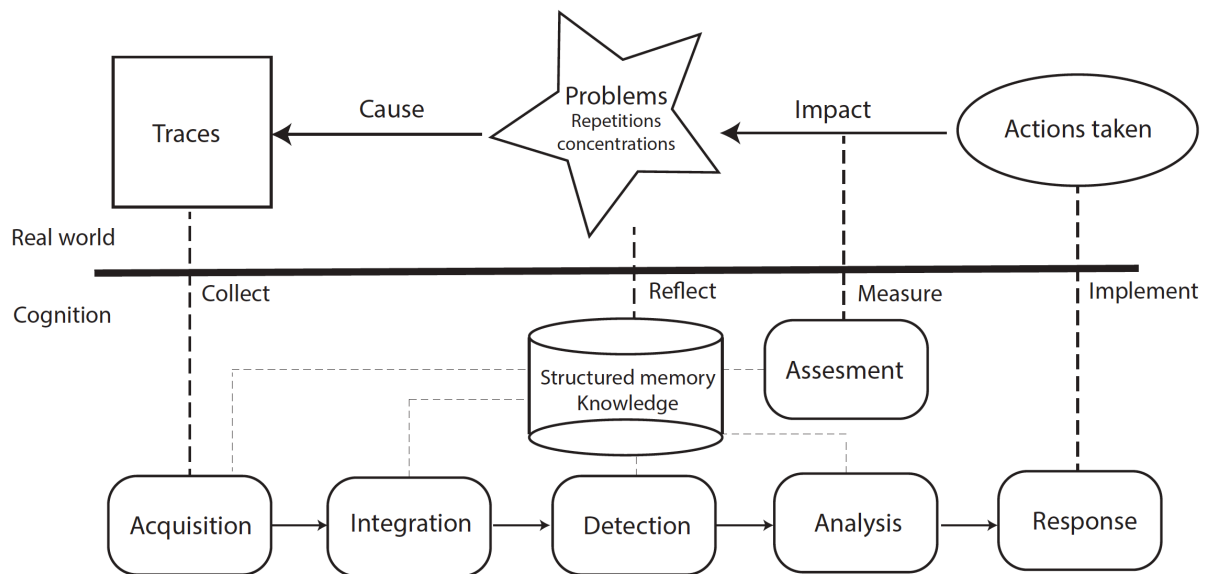 Problems
Repetitions
concentrations
Cause
Impact
Traces
Actions taken
Real world
Collect
Reflect
Measure
Implement
Cognition
Structured memory
Knowledge
Assesment
Acquisition
Integration
Detection
Analysis
Response